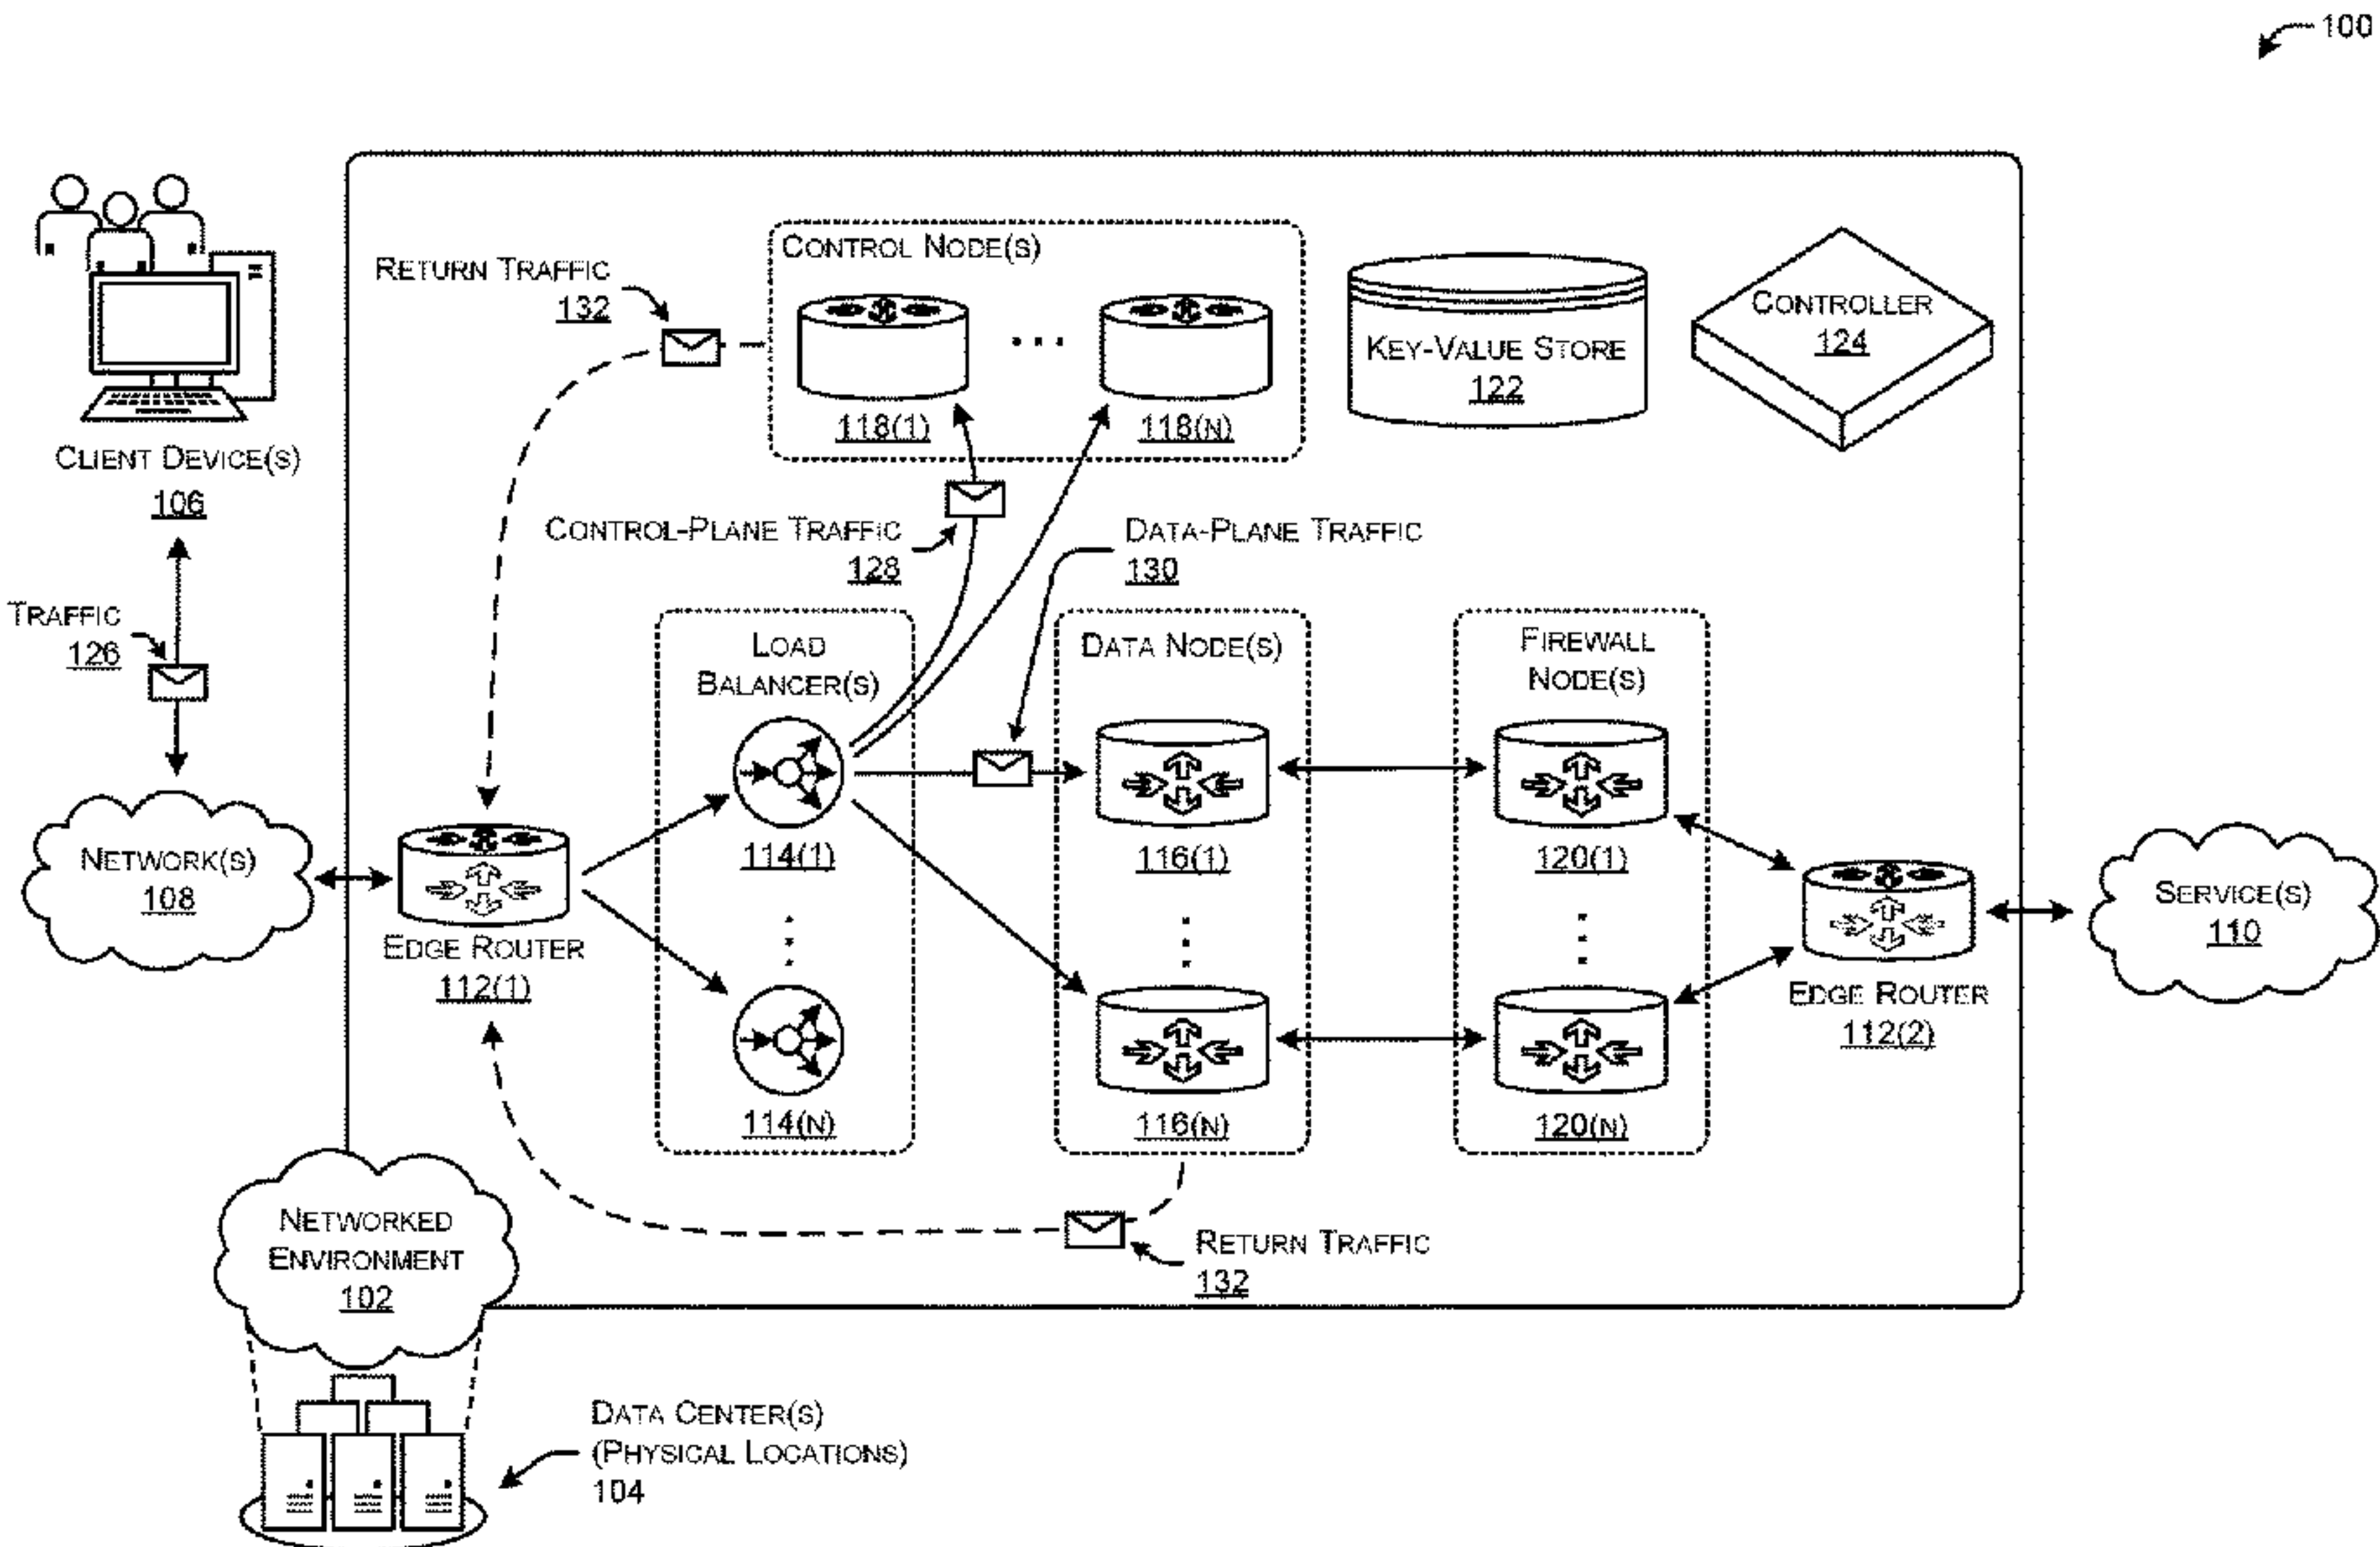 100
CONTROL NODE(S)
RETURN TRAFFIC
132
CONTROLLER
124
KEY-VALUE STORE
122
118(1)
118(N)
CLIENT DEVICE(S)
106
CONTROL-PLANE TRAFFIC
128
DATA-PLANE TRAFFIC
130
TRAFFIC
126
LOAD
BALANCER(S)
DATA NODE(S)
FIREWALL
NODE(S)
NETWORK(S)
108
114(1)
116(1)
120(1)
SERVICE(S)
110
EDGE ROUTER
112(1)
EDGE ROUTER
112(2)
114(N)
116(N)
120(N)
NETWORKED
ENVIRONMENT
102
RETURN TRAFFIC
132
DATA CENTER(S)
(PHYSICAL LOCATIONS)
104